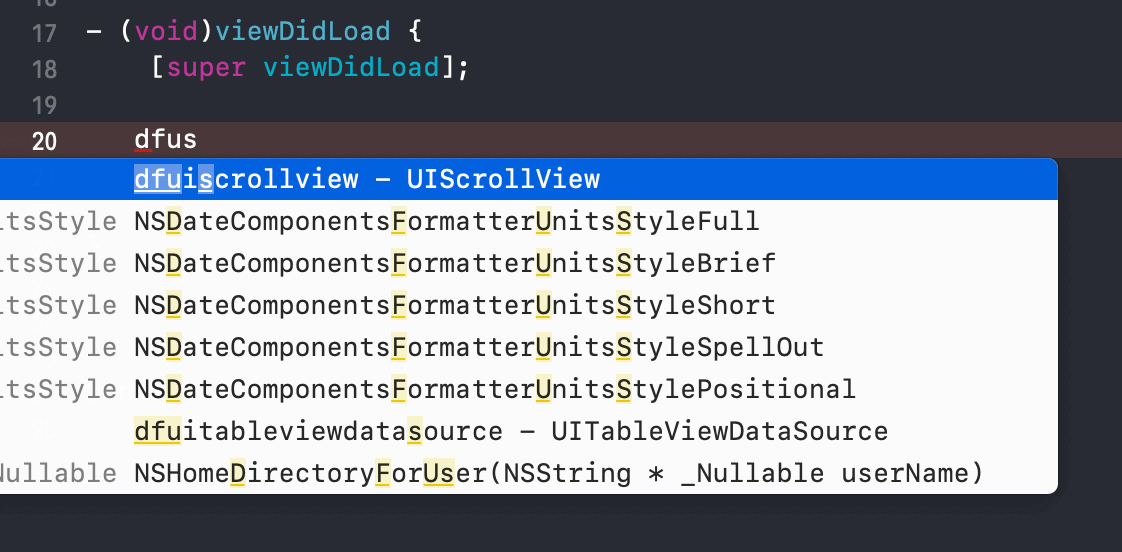 17 - (void)viewDidLoad {
18 [super viewDidLoad];
19
20 dfus
dfuiscrollview – UIScrollView
itsStyle NSDateComponentsFormatterUnitsStyleFull
itsStyle NSDateComponentsFormatterUnitsStyleBrief
itsStyle NSDateComponentsFormatterUnitsStyleShort
itsStyle NSDateComponentsFormatterUnitsStyleSpellOut
itsStyle NSDateComponentsFormatterUnitsStylePositional
dfuitableviewdatasource – UITableViewDataSource
Nullable NSHomeDirectoryForUser(NSString * _Nullable userName)